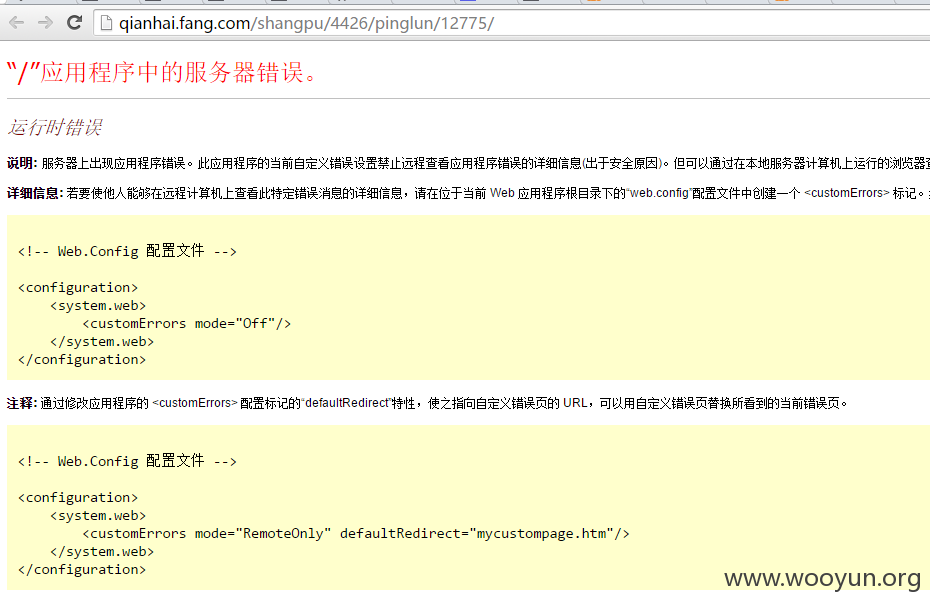 qianhai.fang.com/shangpu/4426/pinglun/12775/
“/”应用程序中的服务器错误。
运行时错误
说明: 服务器上出现应用程序错误。此应用程序的当前自定义错误设置禁止远程查看应用程序错误的详细信息(出于安全原因)。但可以通过在本地服务器计算机上运行的浏览器查
详细信息: 若要使他人能够在远程计算机上查看此特定错误消息的详细信息，请在位于当前 Web 应用程序根目录下的“web.config”配置文件中创建一个 <customErrors> 标记。
<!-- Web.Config 配置文件 -->
<configuration>
<system.web>
<customErrors mode="Off"/>
</system.web>
</configuration>
注释: 通过修改应用程序的 <customErrors> 配置标记的“defaultRedirect”特性，使之指向自定义错误页的 URL，可以用自定义错误页替换所看到的当前错误页。
<!-- Web.Config 配置文件 -->
<configuration>
<system.web>
<customErrors mode="RemoteOnly" defaultRedirect="mycustompage.htm"/>
</system.web>
</configuration>
www.wooyun.org